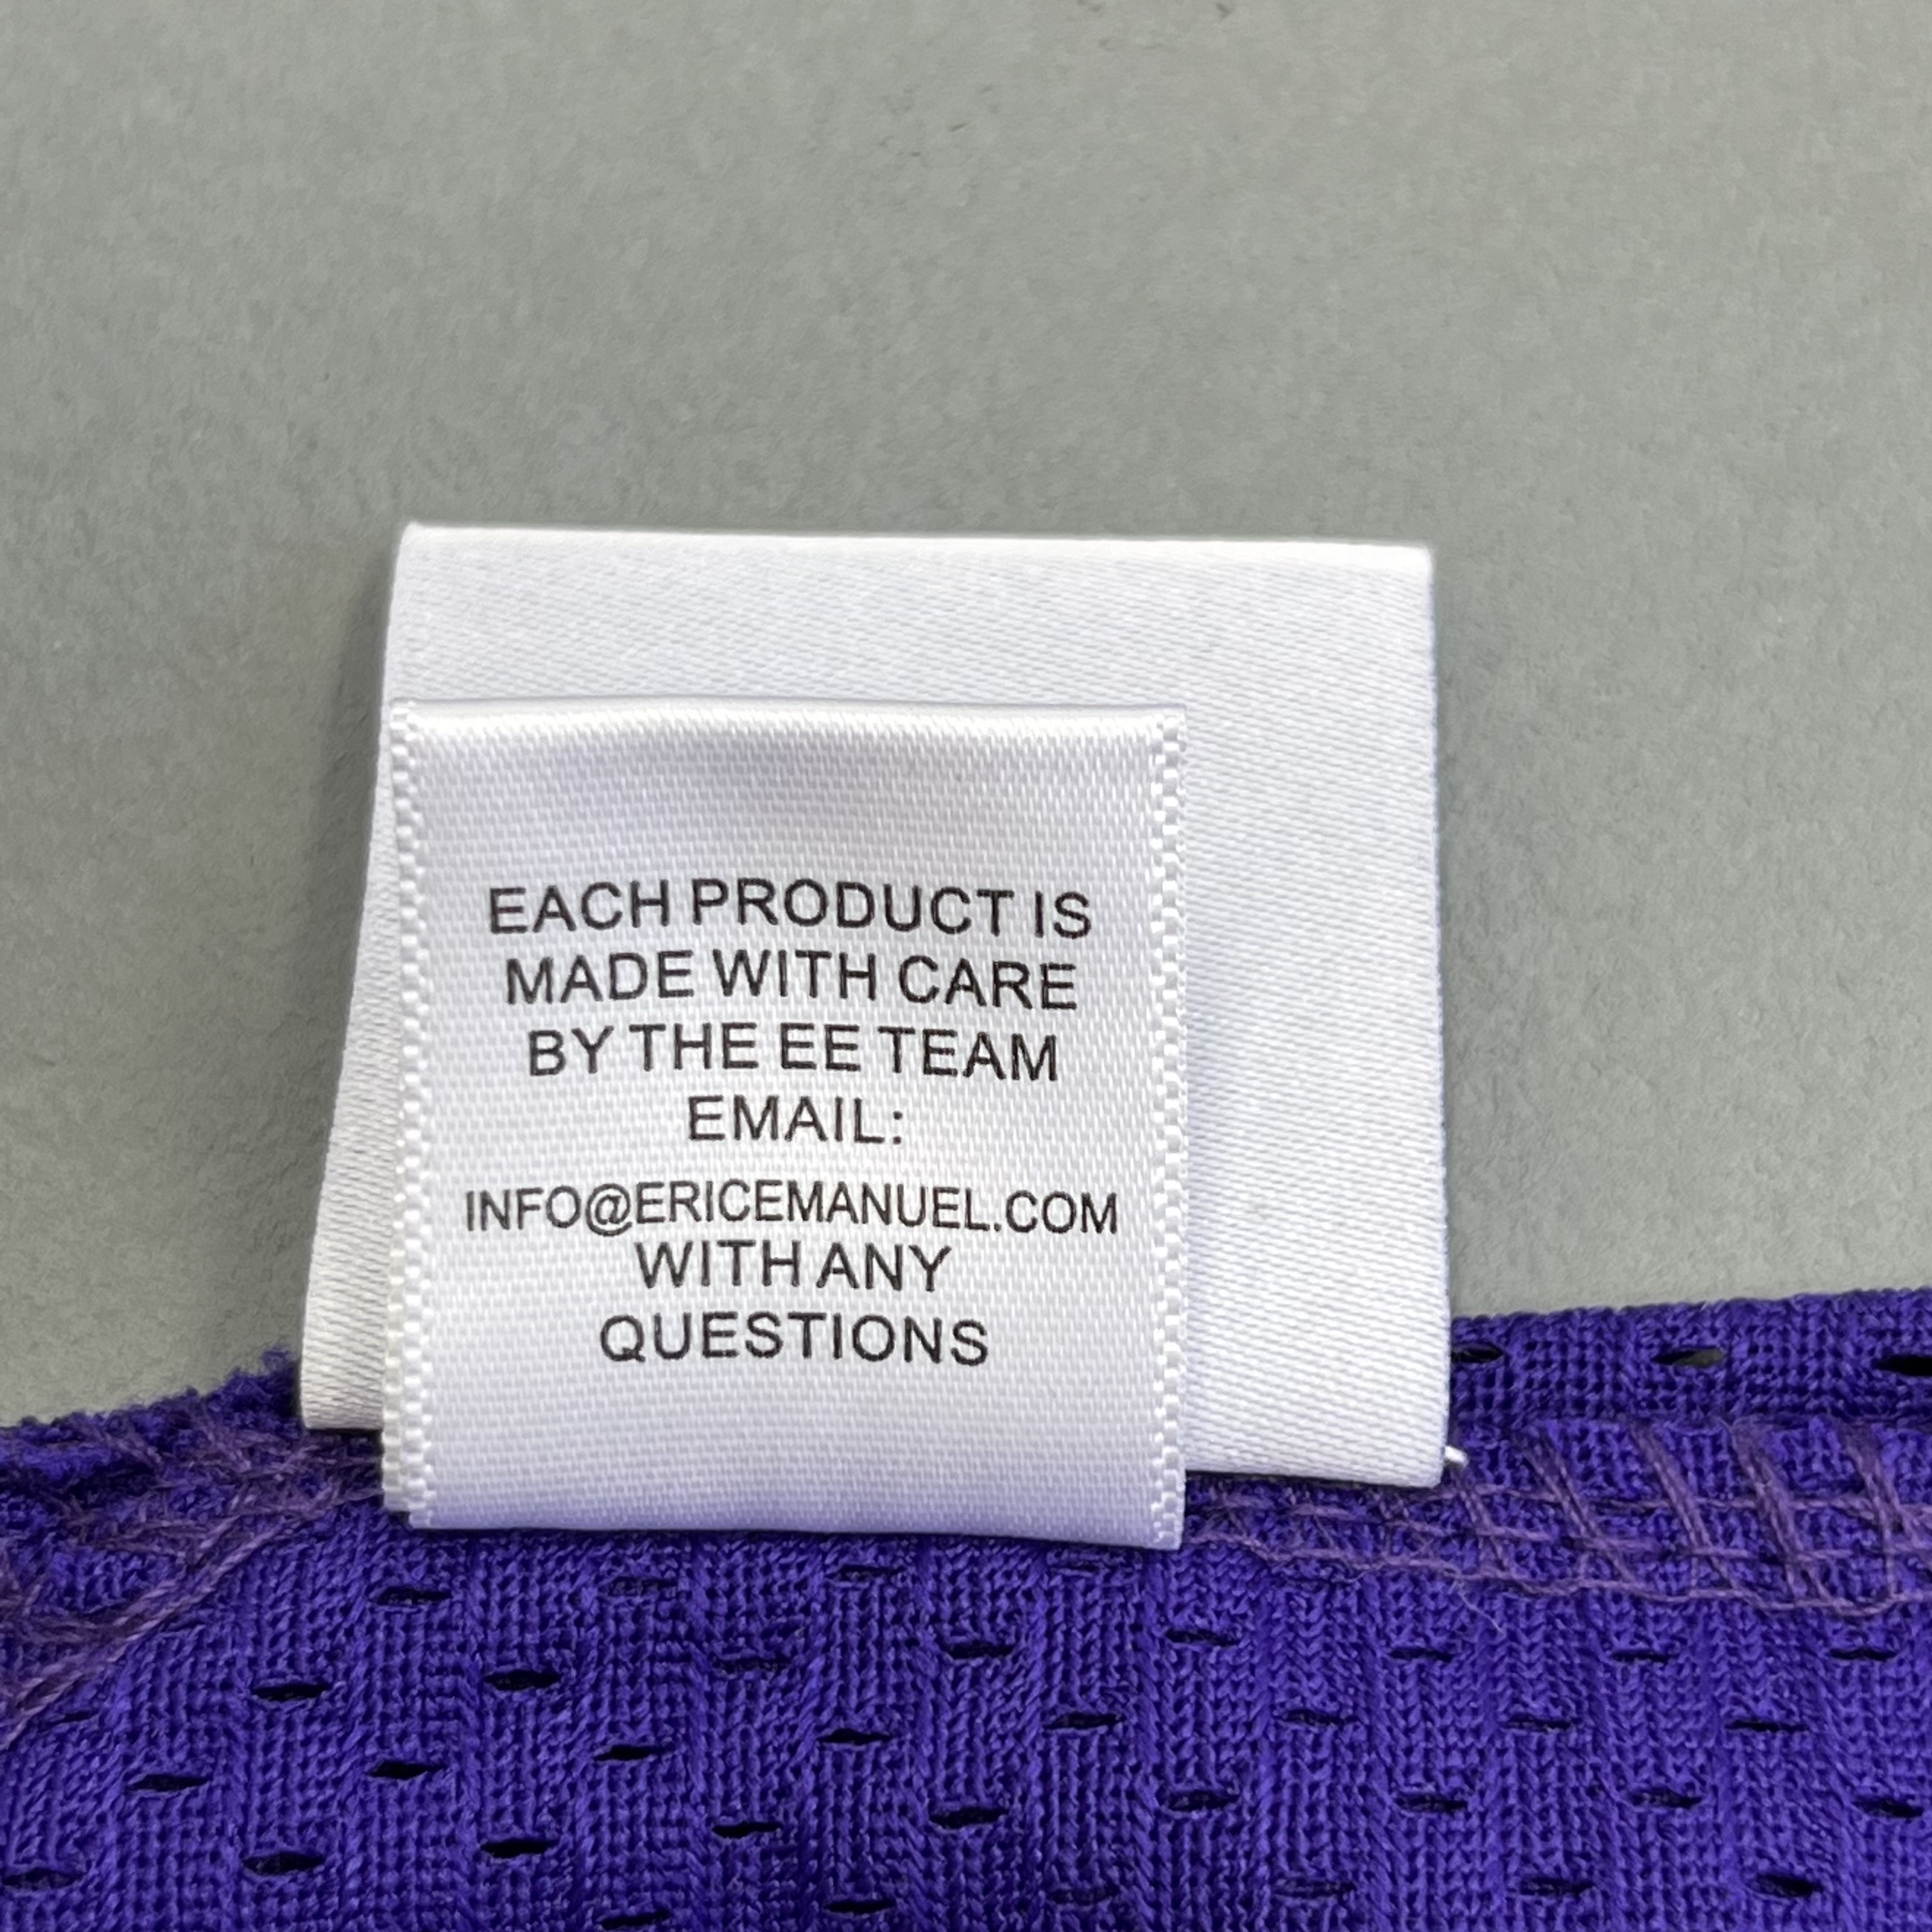 EACH PRODUCT IS
MADE WITH CARE
BY THE EE TEAM
EMAIL:
INFO@ERICEMANUEL.COM
WITH ANY
QUESTIONS